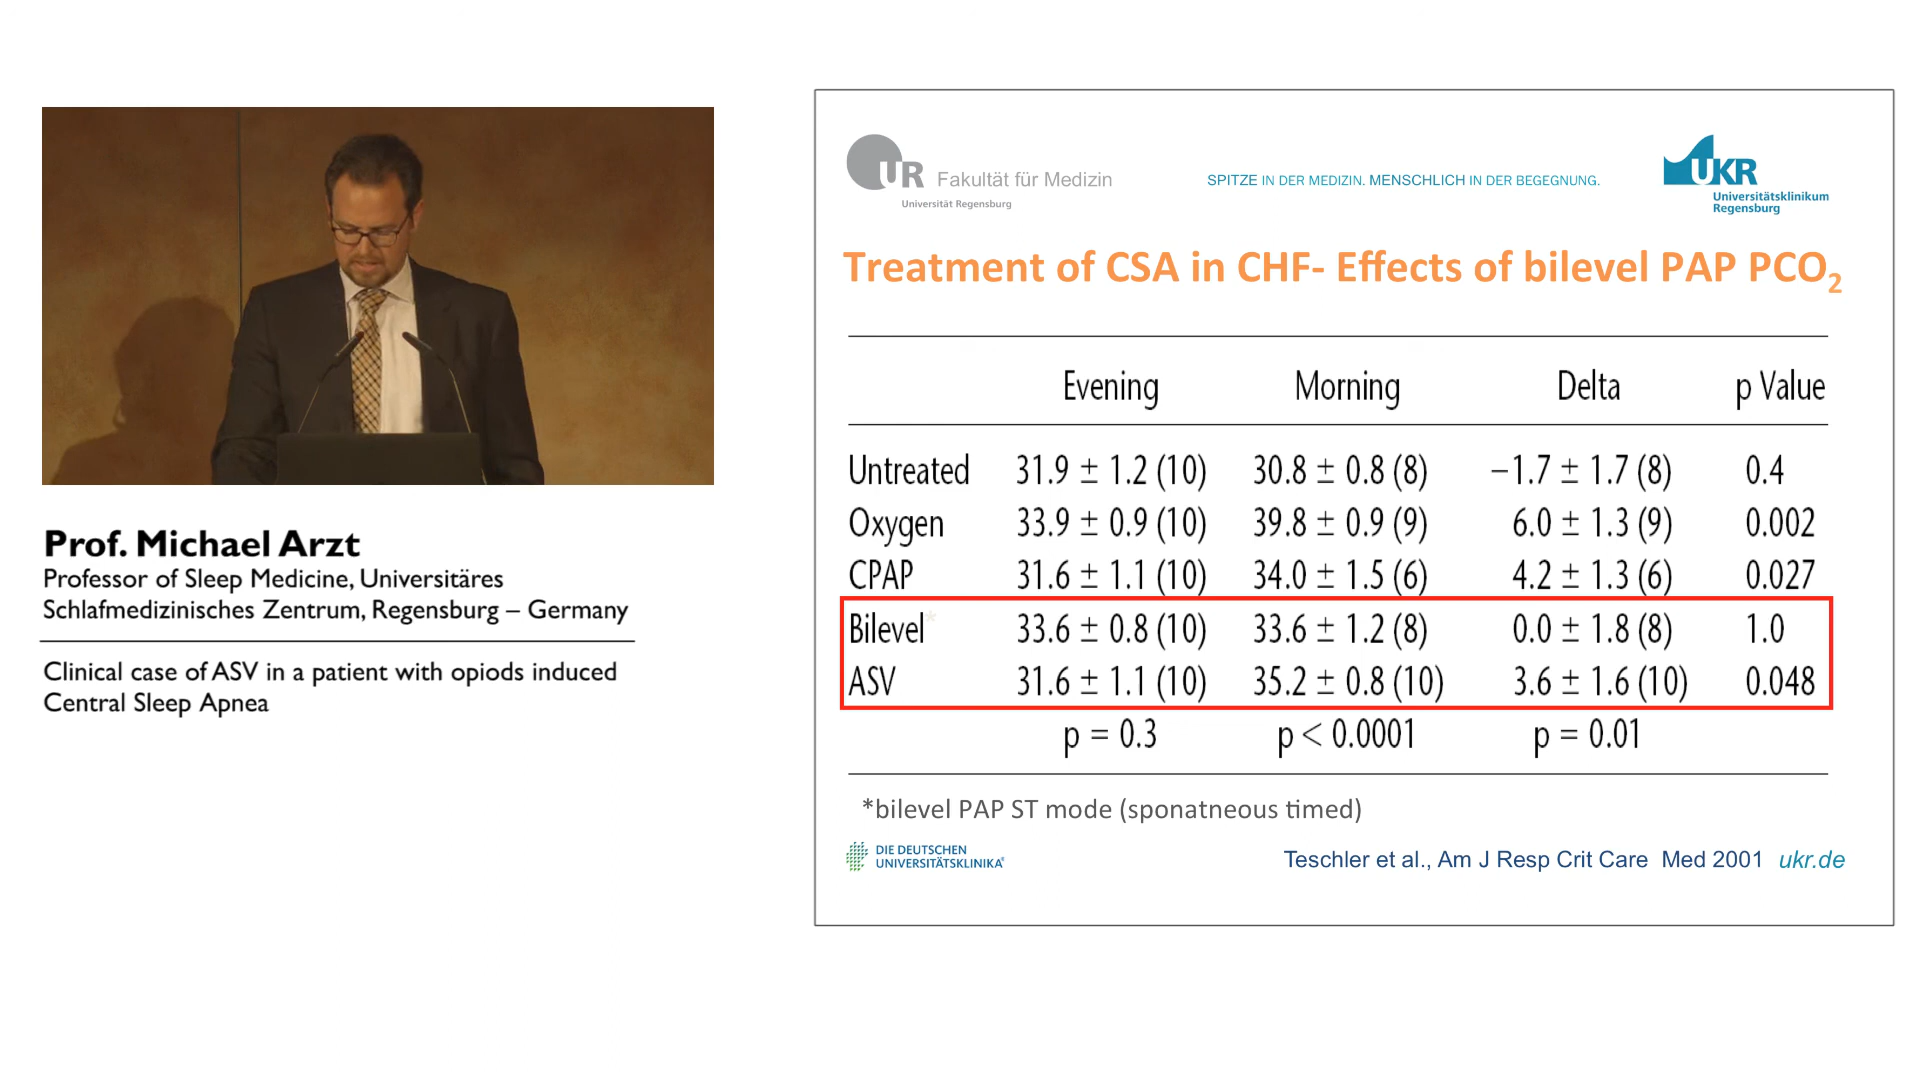 Prof. Michael Arzt
Professor of Sleep Medicine, Universitäres
Schlafmedizinisches Zentrum, Regensburg – Germany
Clinical case of ASV in a patient with opiods induced
Central Sleep Apnea
UR Fakultät für Medizin
Universität Regensburg
SPITZE IN DER MEDIZIN. MENSCHLICH IN DER BEGEGNUNG.
UKR
Universitätsklinikum
Regensburg
Treatment of CSA in CHF- Effects of bilevel PAP PCO2
Evening Morning Delta p Value
Untreated 31.9 ± 1.2 (10) 30.8 ± 0.8 (8) −1.7 ± 1.7 (8) 0.4
Oxygen 33.9 ± 0.9 (10) 39.8 ± 0.9 (9) 6.0 ± 1.3 (9) 0.002
CPAP 31.6 ± 1.1 (10) 34.0 ± 1.5 (6) 4.2 ± 1.3 (6) 0.027
Bilevel* 33.6 ± 0.8 (10) 33.6 ± 1.2 (8) 0.0 ± 1.8 (8) 1.0
ASV 31.6 ± 1.1 (10) 35.2 ± 0.8 (10) 3.6 ± 1.6 (10) 0.048
p = 0.3 p < 0.0001 p = 0.01
*bilevel PAP ST mode (sponatneous timed)
DIE DEUTSCHEN
UNIVERSITÄTSKLINIKA®
Teschler et al., Am J Resp Crit Care Med 2001 ukr.de